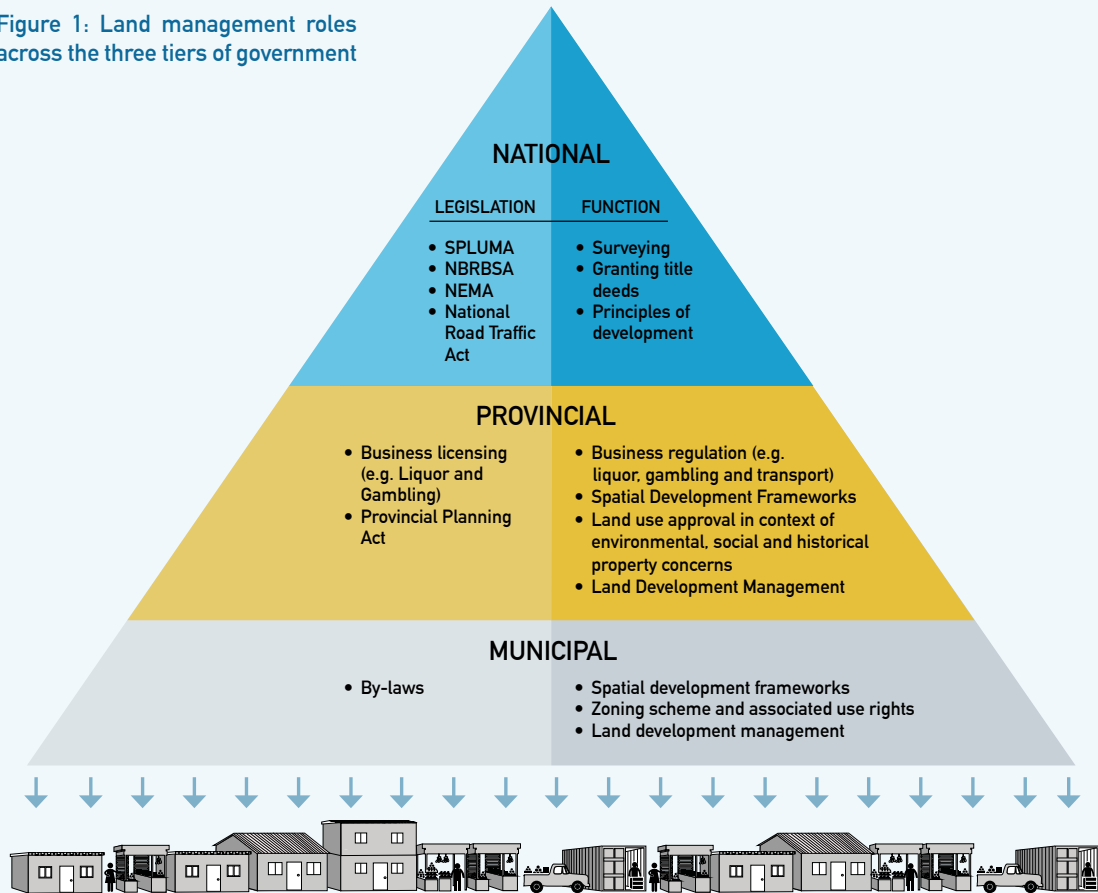 Figure 1: Land management roles
across the three tiers of government
NATIONAL
LEGISLATION
• SPLUMA
• NBRBSA
• NEMA
• National
Road Traffic
Act
FUNCTION
• Surveying
• Granting title
deeds
• Principles of
development
PROVINCIAL
• Business licensing
(e.g. Liquor and
Gambling)
• Provincial Planning
Act
• Business regulation (e.g.
liquor, gambling and transport)
• Spatial Development Frameworks
• Land use approval in context of
environmental, social and historical
property concerns
• Land Development Management
MUNICIPAL
• By-laws
• Spatial development frameworks
• Zoning scheme and associated use rights
• Land development management